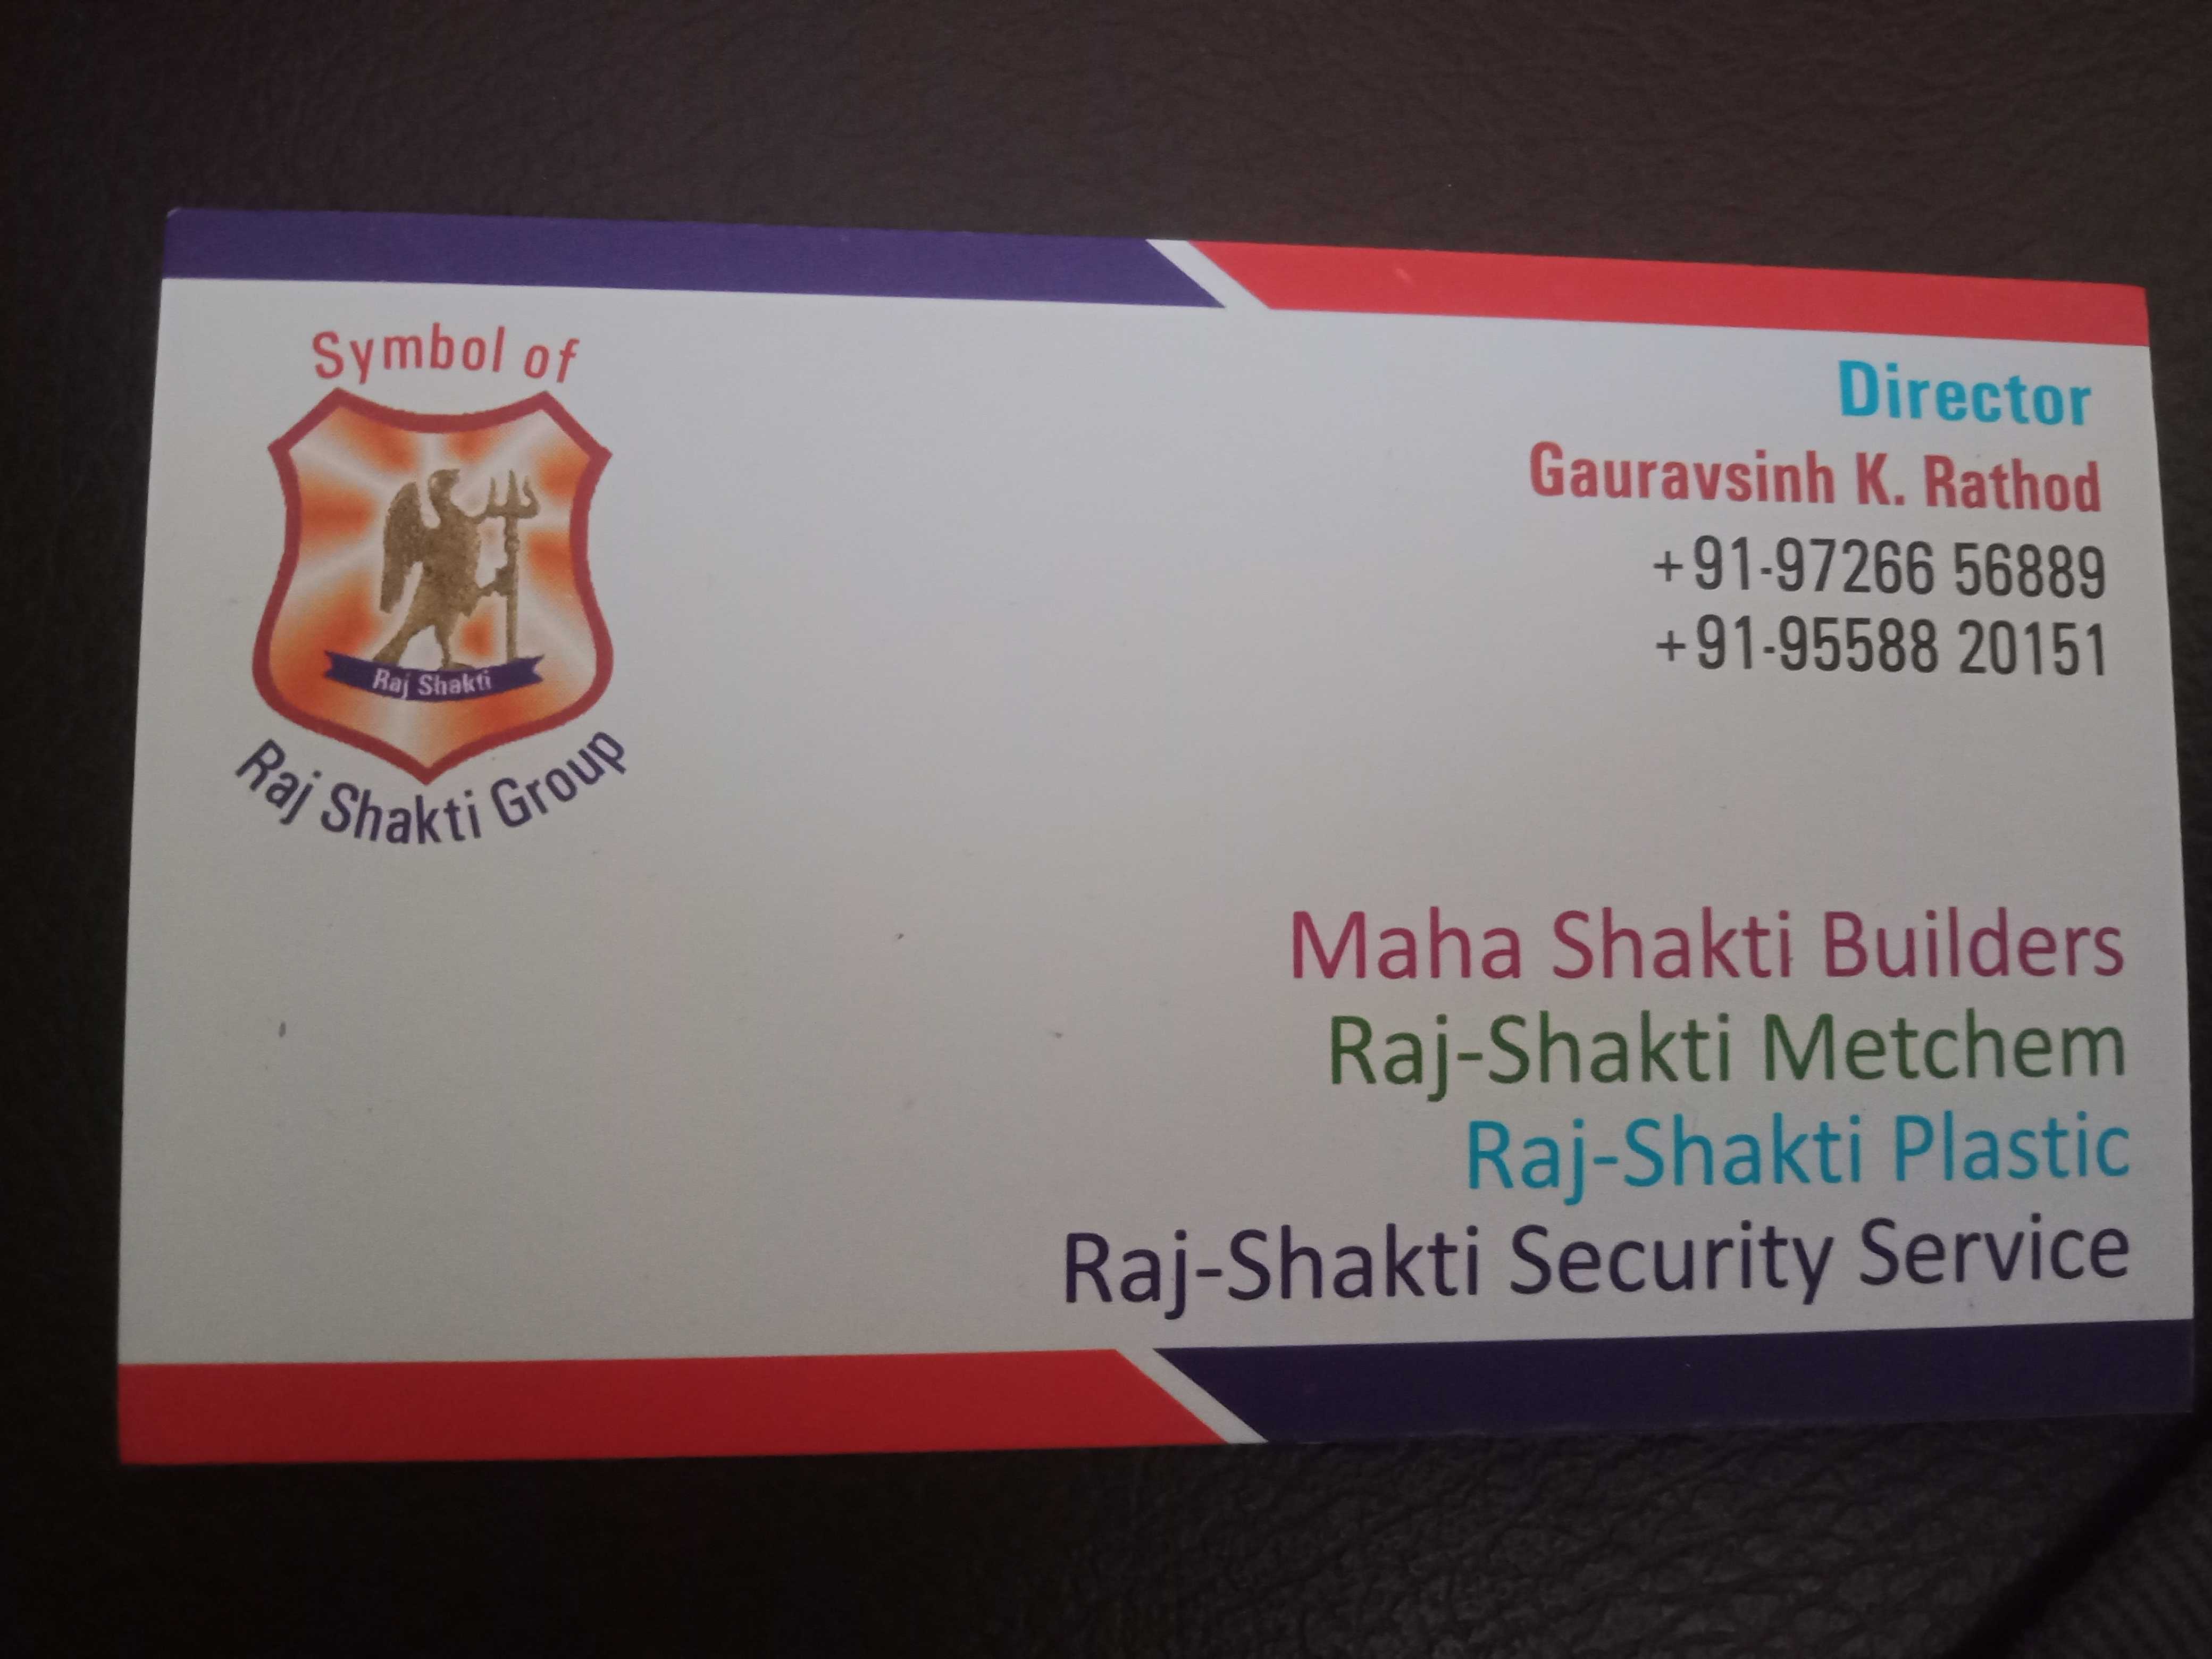 Symbol of
Raj Shakti
Raj Shakti Group
Director
Gauravsinh K. Rathod
+91-97266 56889
+91-95588 20151
Maha Shakti Builders
Raj-Shakti Metchem
Raj-Shakti Plastic
Raj-Shakti Security Service